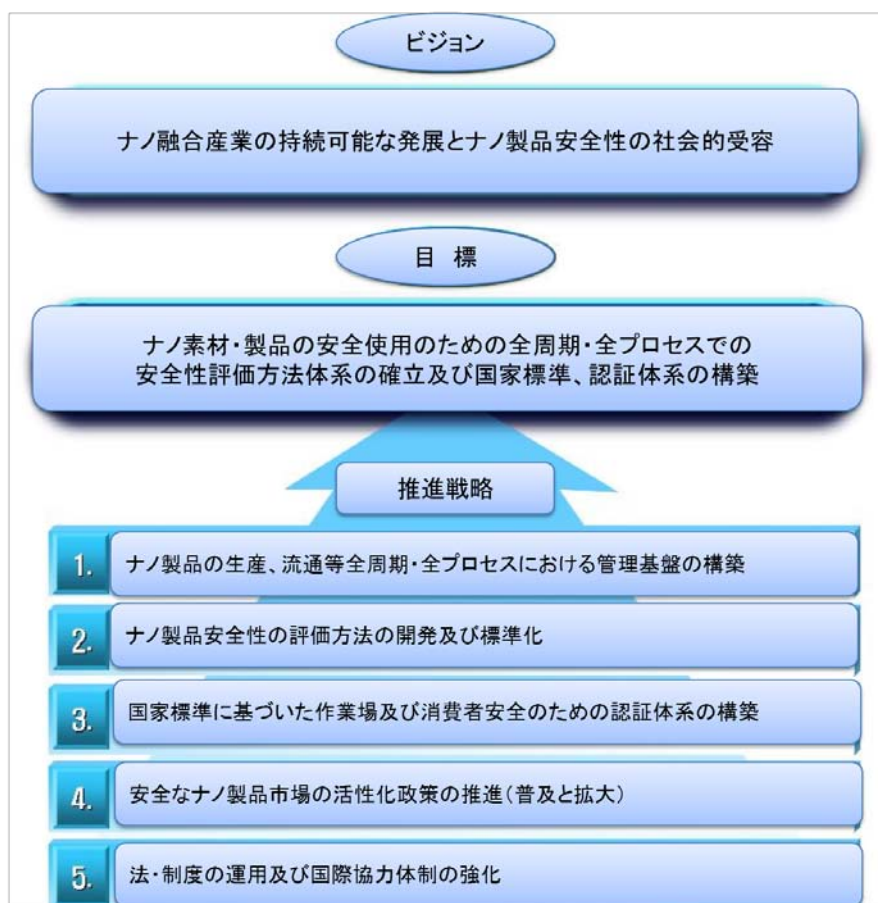 ビジョン
ナノ融合産業の持続可能な発展とナノ製品安全性の社会的受容
目 標
ナノ素材・製品の安全使用のための全周期・全プロセスでの
安全性評価方法体系の確立及び国家標準、認証体系の構築
推進戦略
1. ナノ製品の生産、流通等全周期・全プロセスにおける管理基盤の構築
2. ナノ製品安全性の評価方法の開発及び標準化
3. 国家標準に基づいた作業場及び消費者安全のための認証体系の構築
4. 安全なナノ製品市場の活性化政策の推進(普及と拡大)
5. 法・制度の運用及び国際協力体制の強化